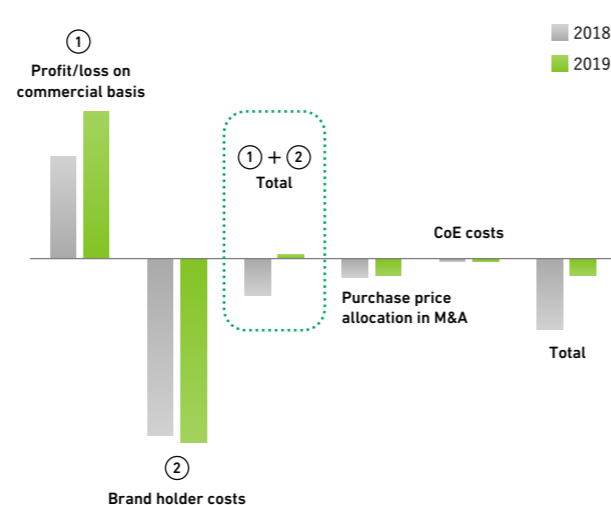 2018
2019
①
Profit/loss on
commercial basis
① + ②
Total
CoE costs
Purchase price
allocation in M&A
Total
②
Brand holder costs